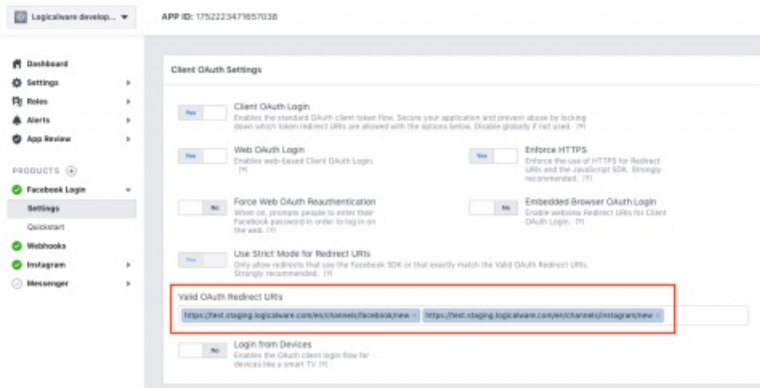 Logicalware develop...
APP ID: 1752223471657038
Dashboard
Settings
Roles
Alerts
App Review
PRODUCTS
Facebook Login
Settings
Quickstart
Webhooks
Instagram
Messenger
Client OAuth Settings
Yes
Client OAuth Login
Enables the standard OAuth client token flow. Secure your application and prevent abuse by locking
down which token redirect URIs are allowed with the options below. Disable globally if not used. [?]
Yes
Web OAuth Login
Enables web-based Client OAuth Login.
[?]
Yes
Enforce HTTPS
Enforce the use of HTTPS for Redirect
URIs and the JavaScript SDK. Strongly
recommended. [?]
No
Force Web OAuth Reauthentication
When on, prompts people to enter their
Facebook password in order to log in on
the web. [?]
No
Embedded Browser OAuth Login
Enable webview Redirect URIs for Client
OAuth Login. [?]
Yes
Use Strict Mode for Redirect URIs
Only allow redirects that use the Facebook SDK or that exactly match the Valid OAuth Redirect URIs.
Strongly recommended. [?]
Valid OAuth Redirect URIs
https://test.staging.logicalware.com/en/channels/facebook/new × https://test.staging.logicalware.com/en/channels/instagram/new ×
No
Login from Devices
Enables the OAuth client login flow for
devices like a smart TV [?]